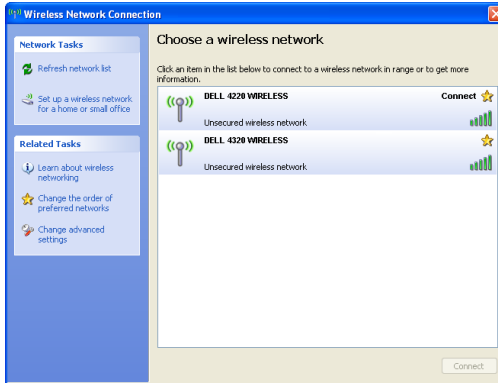 Wireless Network Connection
Network Tasks
Refresh network list
Set up a wireless network
for a home or small office
Related Tasks
Learn about wireless
networking
Change the order of
preferred networks
Change advanced
settings
Choose a wireless network
Click an item in the list below to connect to a wireless network in range or to get more
information.
DELL 4220 WIRELESS Connect
Unsecured wireless network
DELL 4320 WIRELESS
Unsecured wireless network
Connect